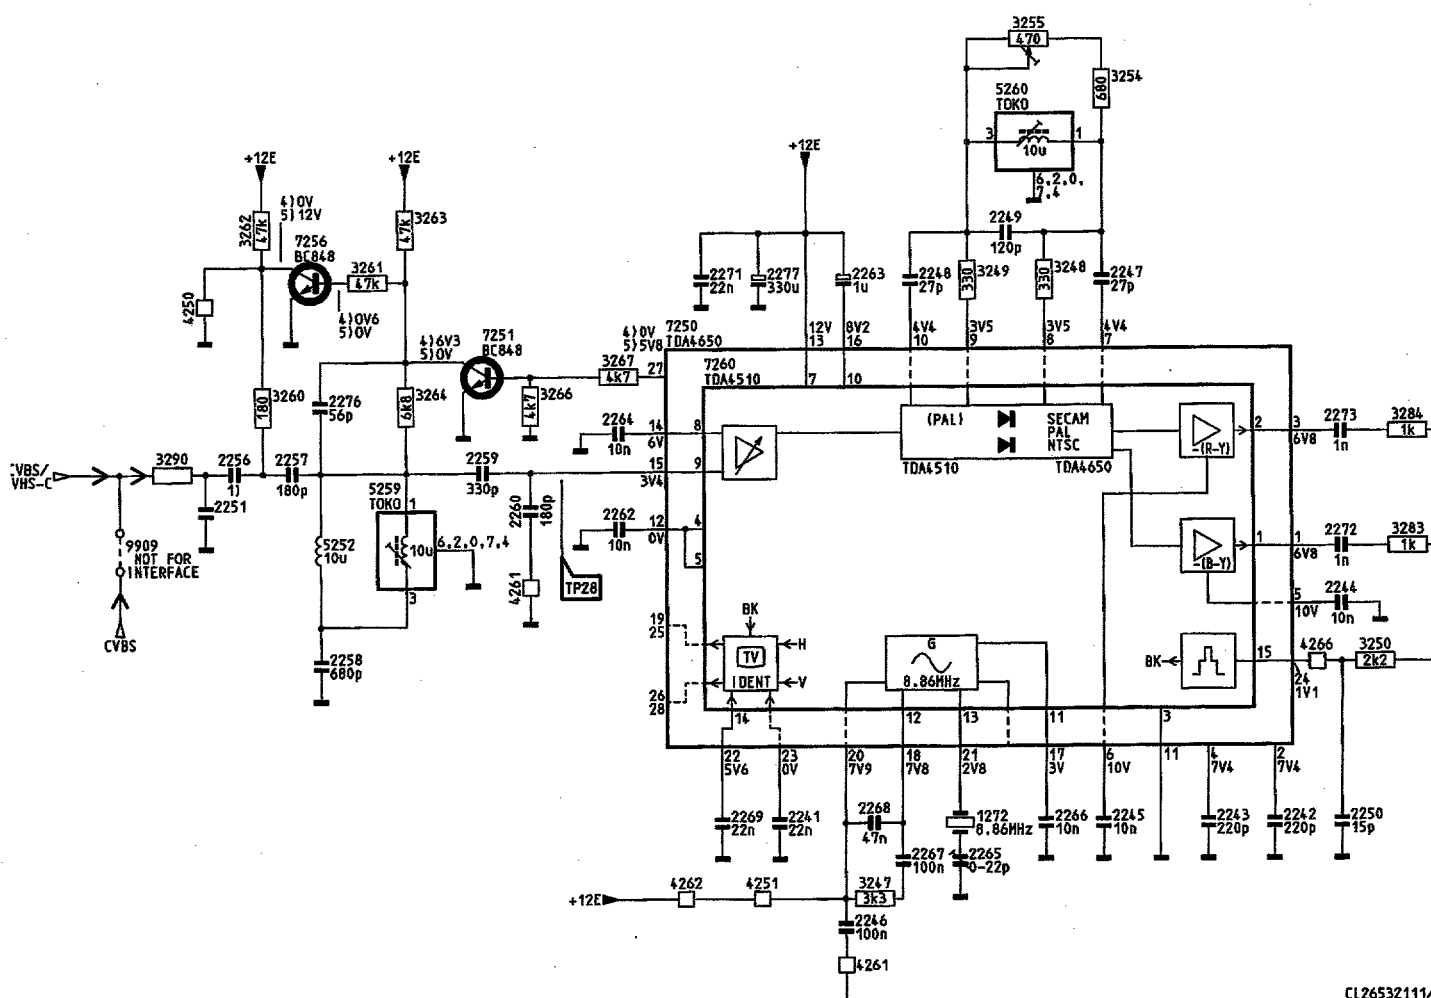 3255
470
3254
680
5260
TOKO
3
1
10u
6,2,0,
7,4
+12E
+12E
+12E
4)0V
5)12V
3262
47k
3263
47k
7256
BC848
3261
47k
4250
4)0V6
5)0V
4)6V3
5)0V
7251
BC848
4)0V
5)5V8
7250
TDA4650
3267
4k7
27
3266
4k7
3260
180
2276
56p
3264
6k8
2271
22n
2277
330u
2263
1u
2248
27p
2249
120p
3249
330
3248
330
2247
27p
12V
13
8V2
16
4V4
10
3V5
9
3V5
8
4V4
7
7260
TDA4510
7
10
(PAL)
SECAM
PAL
NTSC
TDA4510
TDA4650
2264
10n
14
6V
8
15
3V4
9
-(R-Y)
2
3
6V8
2273
1n
3284
1k
CVBS/
VHS-C
3290
2256
2257
180p
2251
2259
330p
2260
180p
2262
10n
12
0V
4
5
5259
TOKO
1
10u
3
6,2,0,7,4
5252
10u
9909
NOT FOR
INTERFACE
CVBS
4261
TP28
-(B-Y)
1
1
6V8
2272
1n
3283
1k
5
10V
2244
10n
2258
680p
19
25
26
28
BK
TV
IDENT
H
V
14
G
8.86MHz
12
13
11
BK
15
3
4266
3250
2k2
24
1V1
22
5V6
23
0V
20
7V9
18
7V8
21
2V8
17
3V
6
10V
11
4
7V4
2
7V4
2269
22n
2241
22n
2268
47n
1272
8.86MHz
2266
10n
2245
10n
2243
220p
2242
220p
2250
15p
2267
100n
2265
0-22p
+12E
4262
4251
3247
3k3
2246
100n
4261
CL26532111/